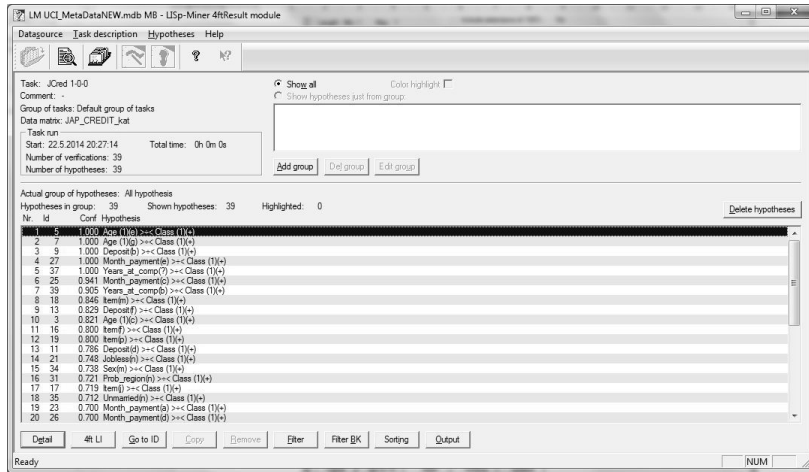 LM UCI_MetaDataNEW.mdb MB - LISp-Miner 4ftResult module
Datasource Task description Hypotheses Help
Task: JCred 1-0-0
Comment: -
Group of tasks: Default group of tasks
Data matrix: JAP_CREDIT_kat
Task run
Start: 22.5.2014 20:27:14 Total time: 0h 0m 0s
Number of verifications: 39
Number of hypotheses: 39
Show all Color highlight
Show hypotheses just from group:
Add group Del group Edit group
Actual group of hypotheses: All hypothesis
Hypotheses in group: 39 Shown hypotheses: 39 Highlighted: 0
Delete hypotheses
Nr. Id Conf Hypothesis
1 5 1.000 Age (1)(e) >÷< Class (1)(+)
2 7 1.000 Age (1)(g) >÷< Class (1)(+)
3 9 1.000 Deposit(b) >÷< Class (1)(+)
4 27 1.000 Month_payment(e) >÷< Class (1)(+)
5 37 1.000 Years_at_comp(?) >÷< Class (1)(+)
6 25 0.941 Month_payment(c) >÷< Class (1)(+)
7 39 0.905 Years_at_comp(b) >÷< Class (1)(+)
8 18 0.846 Item(m) >÷< Class (1)(+)
9 13 0.829 Deposit(f) >÷< Class (1)(+)
10 3 0.821 Age (1)(c) >÷< Class (1)(+)
11 16 0.800 Item(f) >÷< Class (1)(+)
12 19 0.800 Item(p) >÷< Class (1)(+)
13 11 0.786 Deposit(d) >÷< Class (1)(+)
14 21 0.748 Jobless(n) >÷< Class (1)(+)
15 34 0.738 Sex(m) >÷< Class (1)(+)
16 31 0.721 Prob_region(n) >÷< Class (1)(+)
17 17 0.719 Item(j) >÷< Class (1)(+)
18 35 0.712 Unmarried(n) >÷< Class (1)(+)
19 23 0.700 Month_payment(a) >÷< Class (1)(+)
20 26 0.700 Month_payment(d) >÷< Class (1)(+)
Detail 4ft LI Go to ID Copy Remove Filter Filter BK Sorting Output
Ready NUM